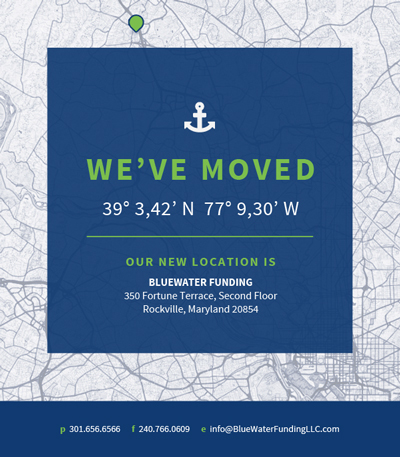 WE’VE MOVED
39° 3,42’ N 77° 9,30’ W
OUR NEW LOCATION IS
BLUEWATER FUNDING
350 Fortune Terrace, Second Floor
Rockville, Maryland 20854
p 301.656.6566 f 240.766.0609 e info@BlueWaterFundingLLC.com